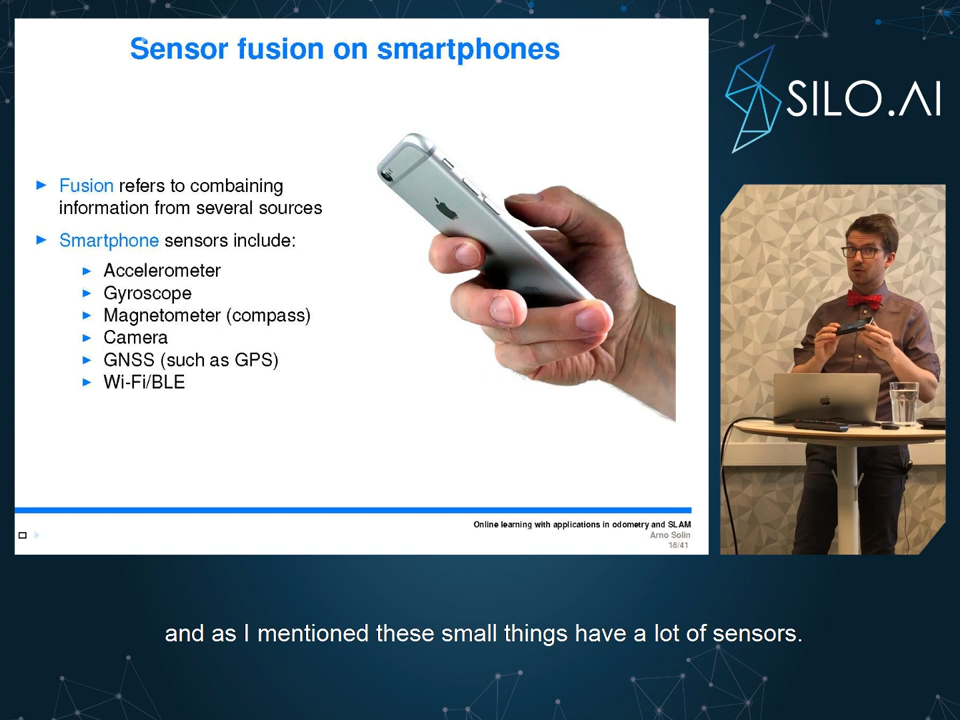 Sensor fusion on smartphones
Fusion refers to combaining
information from several sources
Smartphone sensors include:
Accelerometer
Gyroscope
Magnetometer (compass)
Camera
GNSS (such as GPS)
Wi-Fi/BLE
Online learning with applications in odometry and SLAM
Arno Solin
18/41
SILO.AI
and as I mentioned these small things have a lot of sensors.